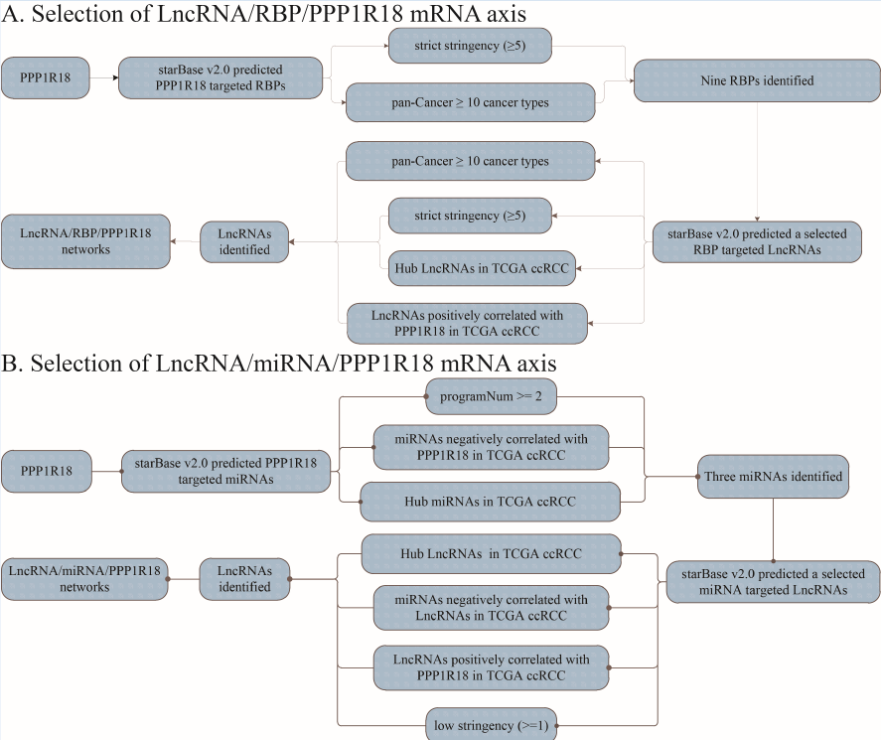 A. Selection of LncRNA/RBP/PPP1R18 mRNA axis
strict stringency (≥5)
PPP1R18
starBase v2.0 predicted
PPP1R18 targeted RBPs
Nine RBPs identified
pan-Cancer ≥ 10 cancer types
pan-Cancer ≥ 10 cancer types
strict stringency (≥5)
LncRNA/RBP/PPP1R18
networks
LncRNAs
identified
starBase v2.0 predicted a selected
RBP targeted LncRNAs
Hub LncRNAs in TCGA ccRCC
LncRNAs positively correlated with
PPP1R18 in TCGA ccRCC
B. Selection of LncRNA/miRNA/PPP1R18 mRNA axis
programNum >= 2
miRNAs negatively correlated with
PPP1R18 in TCGA ccRCC
PPP1R18
starBase v2.0 predicted PPP1R18
targeted miRNAs
Three miRNAs identified
Hub miRNAs in TCGA ccRCC
Hub LncRNAs in TCGA ccRCC
LncRNA/miRNA/PPP1R18
networks
LncRNAs
identified
starBase v2.0 predicted a selected
miRNA targeted LncRNAs
miRNAs negatively correlated with
LncRNAs in TCGA ccRCC
LncRNAs positively correlated with
PPP1R18 in TCGA ccRCC
low stringency (>=1)